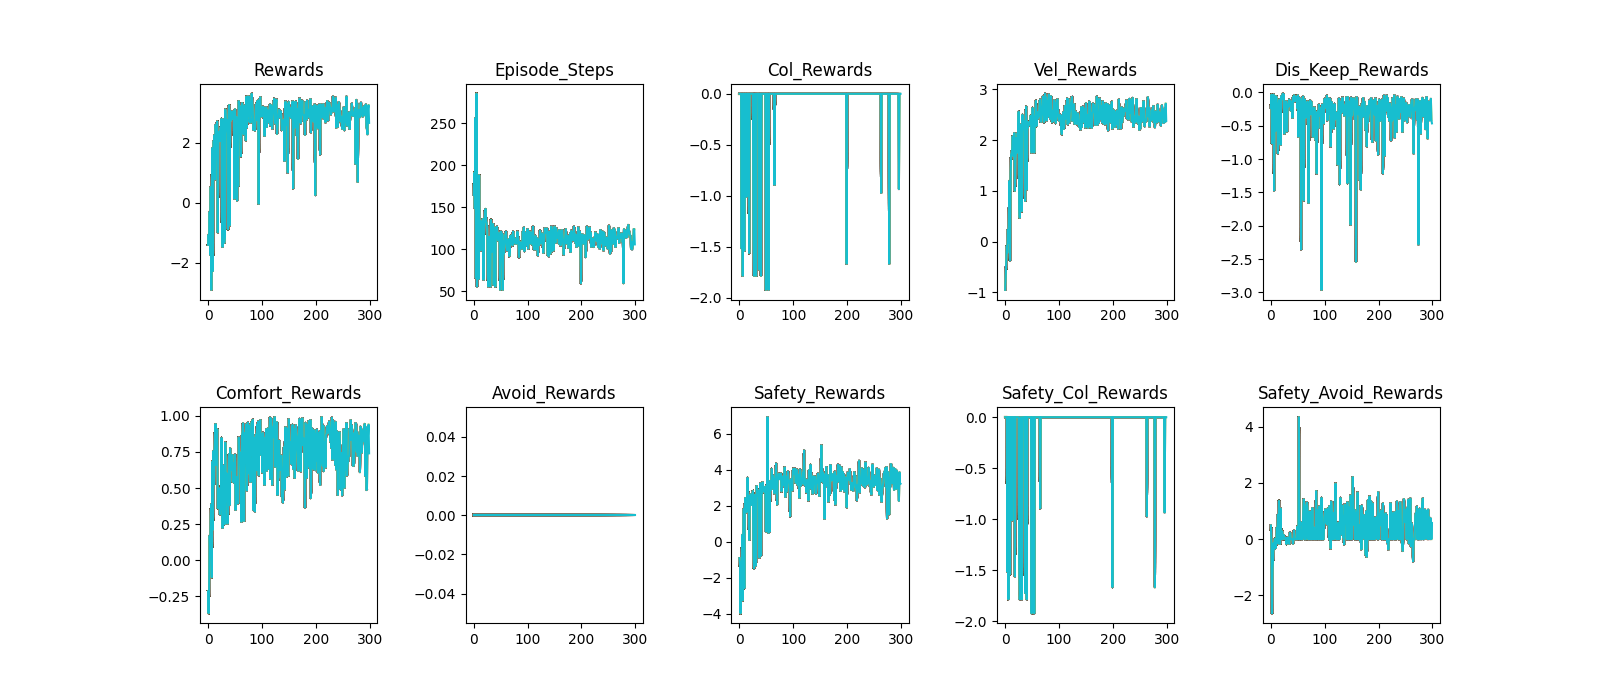 Rewards
Episode_Steps
Col_Rewards
Vel_Rewards
Dis_Keep_Rewards
2
0
−2
0 100 200 300
250
200
150
100
50
0 100 200 300
0.0
−0.5
−1.0
−1.5
−2.0
0 100 200 300
3
2
1
0
−1
0 100 200 300
0.0
−0.5
−1.0
−1.5
−2.0
−2.5
−3.0
0 100 200 300
Comfort_Rewards
Avoid_Rewards
Safety_Rewards
Safety_Col_Rewards
Safety_Avoid_Rewards
1.00
0.75
0.50
0.25
0.00
−0.25
0 100 200 300
0.04
0.02
0.00
−0.02
−0.04
0 100 200 300
6
4
2
0
−2
−4
0 100 200 300
0.0
−0.5
−1.0
−1.5
−2.0
0 100 200 300
4
2
0
−2
0 100 200 300